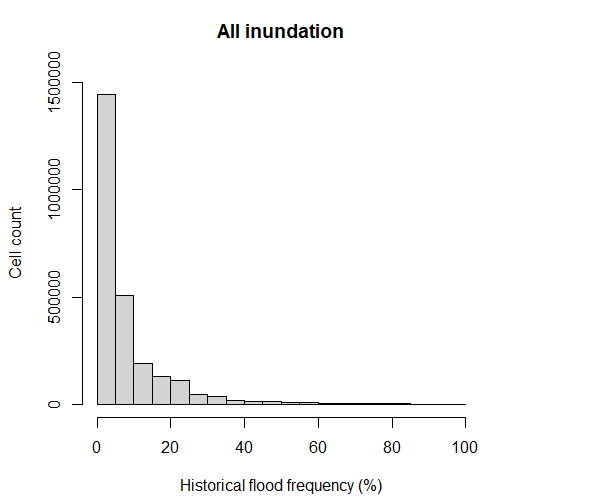 All inundation
Cell count
1500000
1000000
500000
0
0 20 40 60 80 100
Historical flood frequency (%)